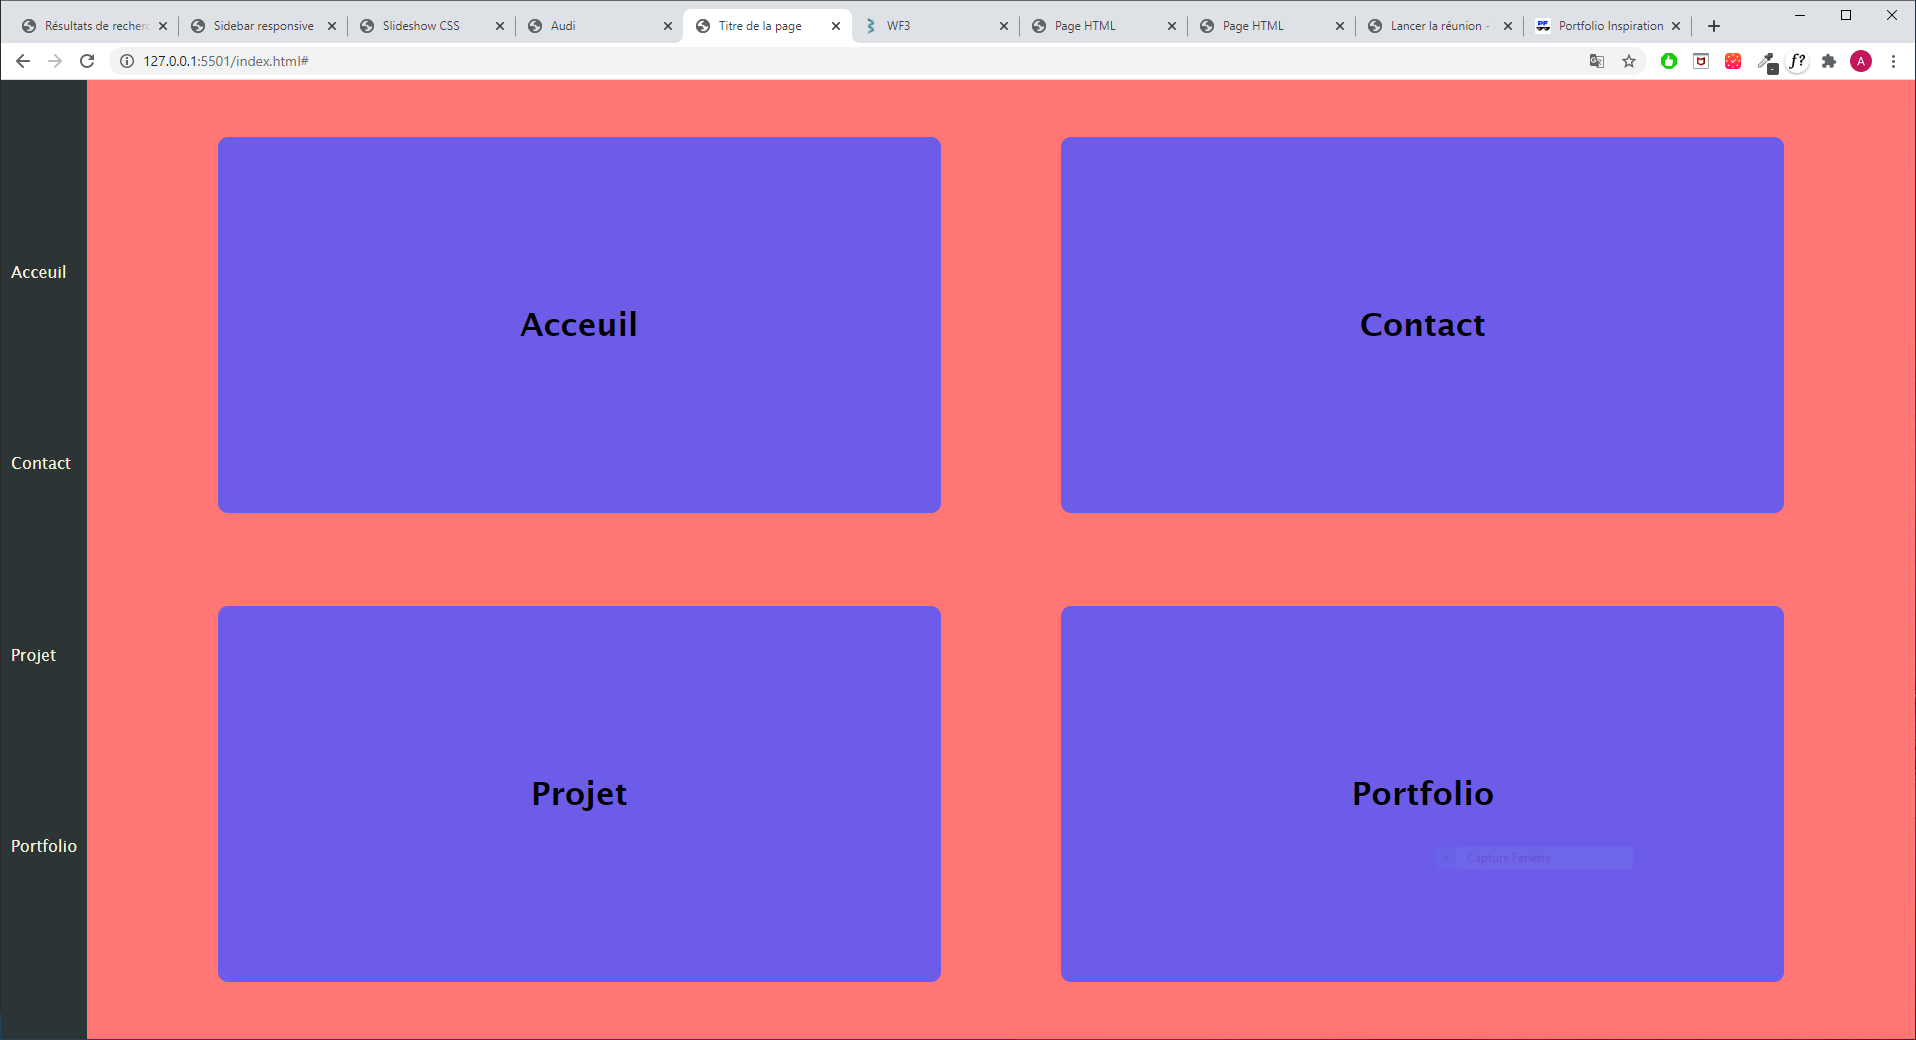 Résultats de recherc
Sidebar responsive
Slideshow CSS
Audi
Titre de la page
WF3
Page HTML
Page HTML
Lancer la réunion -
PF
Portfolio Inspiration
127.0.0.1:5501/index.html#
f?
A
Acceuil
Contact
Projet
Portfolio
Acceuil
Contact
Projet
Portfolio
Capture Fenêtre